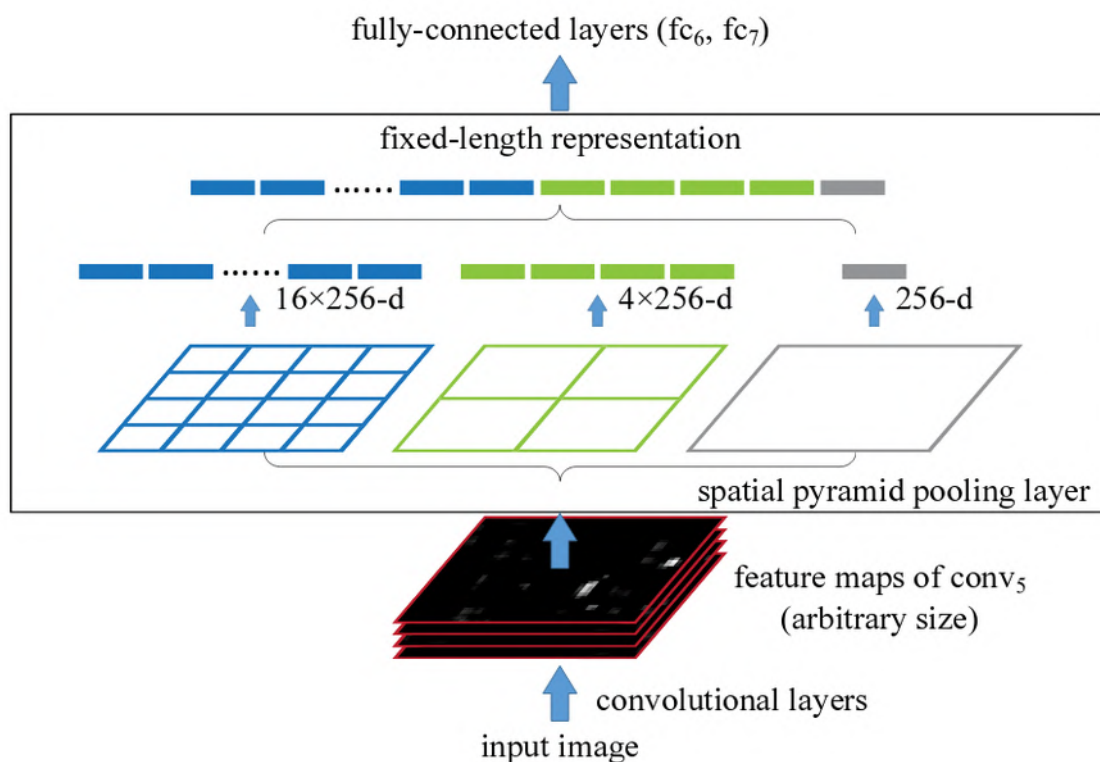 fully-connected layers (fc₆, fc₇)
fixed-length representation
......
......
16×256-d
4×256-d
256-d
spatial pyramid pooling layer
feature maps of conv₅
(arbitrary size)
convolutional layers
input image